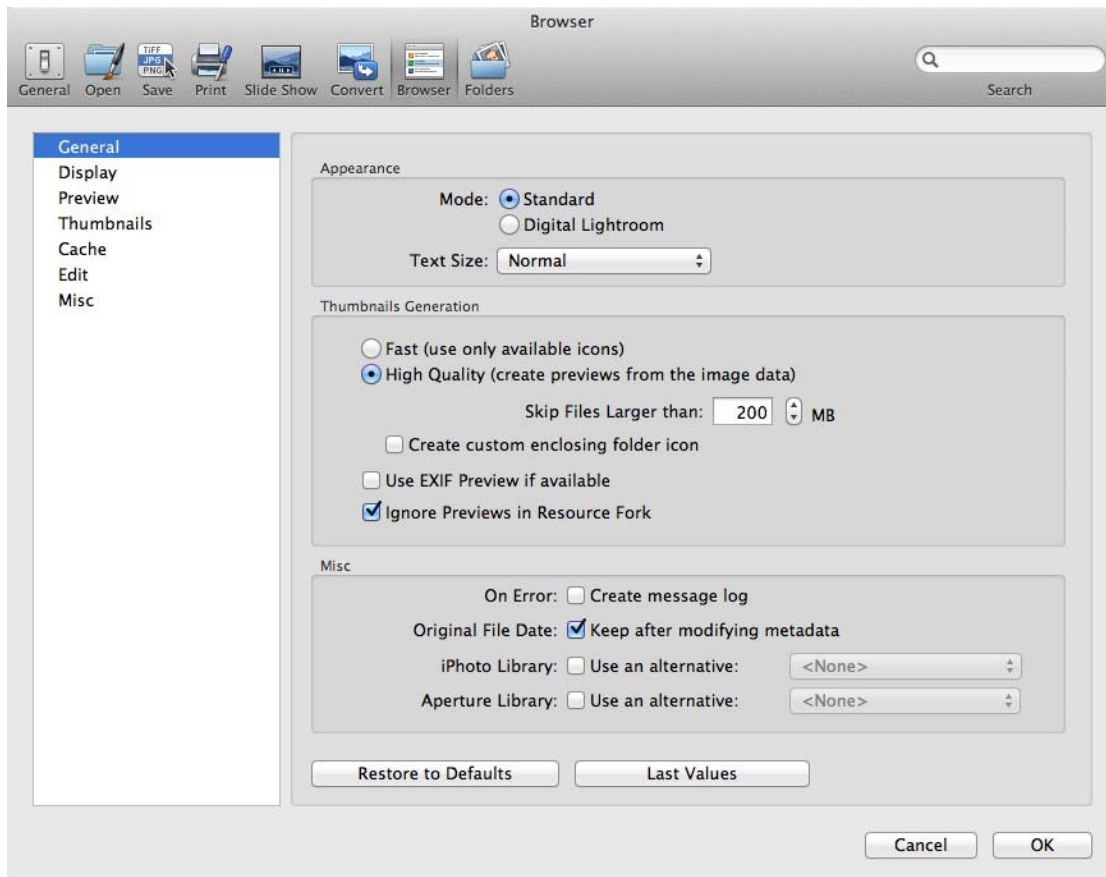 Browser
TIFF
JPG
PNG
General Open Save Print Slide Show Convert Browser Folders Search
General
Display
Preview
Thumbnails
Cache
Edit
Misc
Appearance
Mode: Standard
Digital Lightroom
Text Size: Normal
Thumbnails Generation
Fast (use only available icons)
High Quality (create previews from the image data)
Skip Files Larger than: 200 MB
Create custom enclosing folder icon
Use EXIF Preview if available
Ignore Previews in Resource Fork
Misc
On Error: Create message log
Original File Date: Keep after modifying metadata
iPhoto Library: Use an alternative: <None>
Aperture Library: Use an alternative: <None>
Restore to Defaults Last Values
Cancel OK